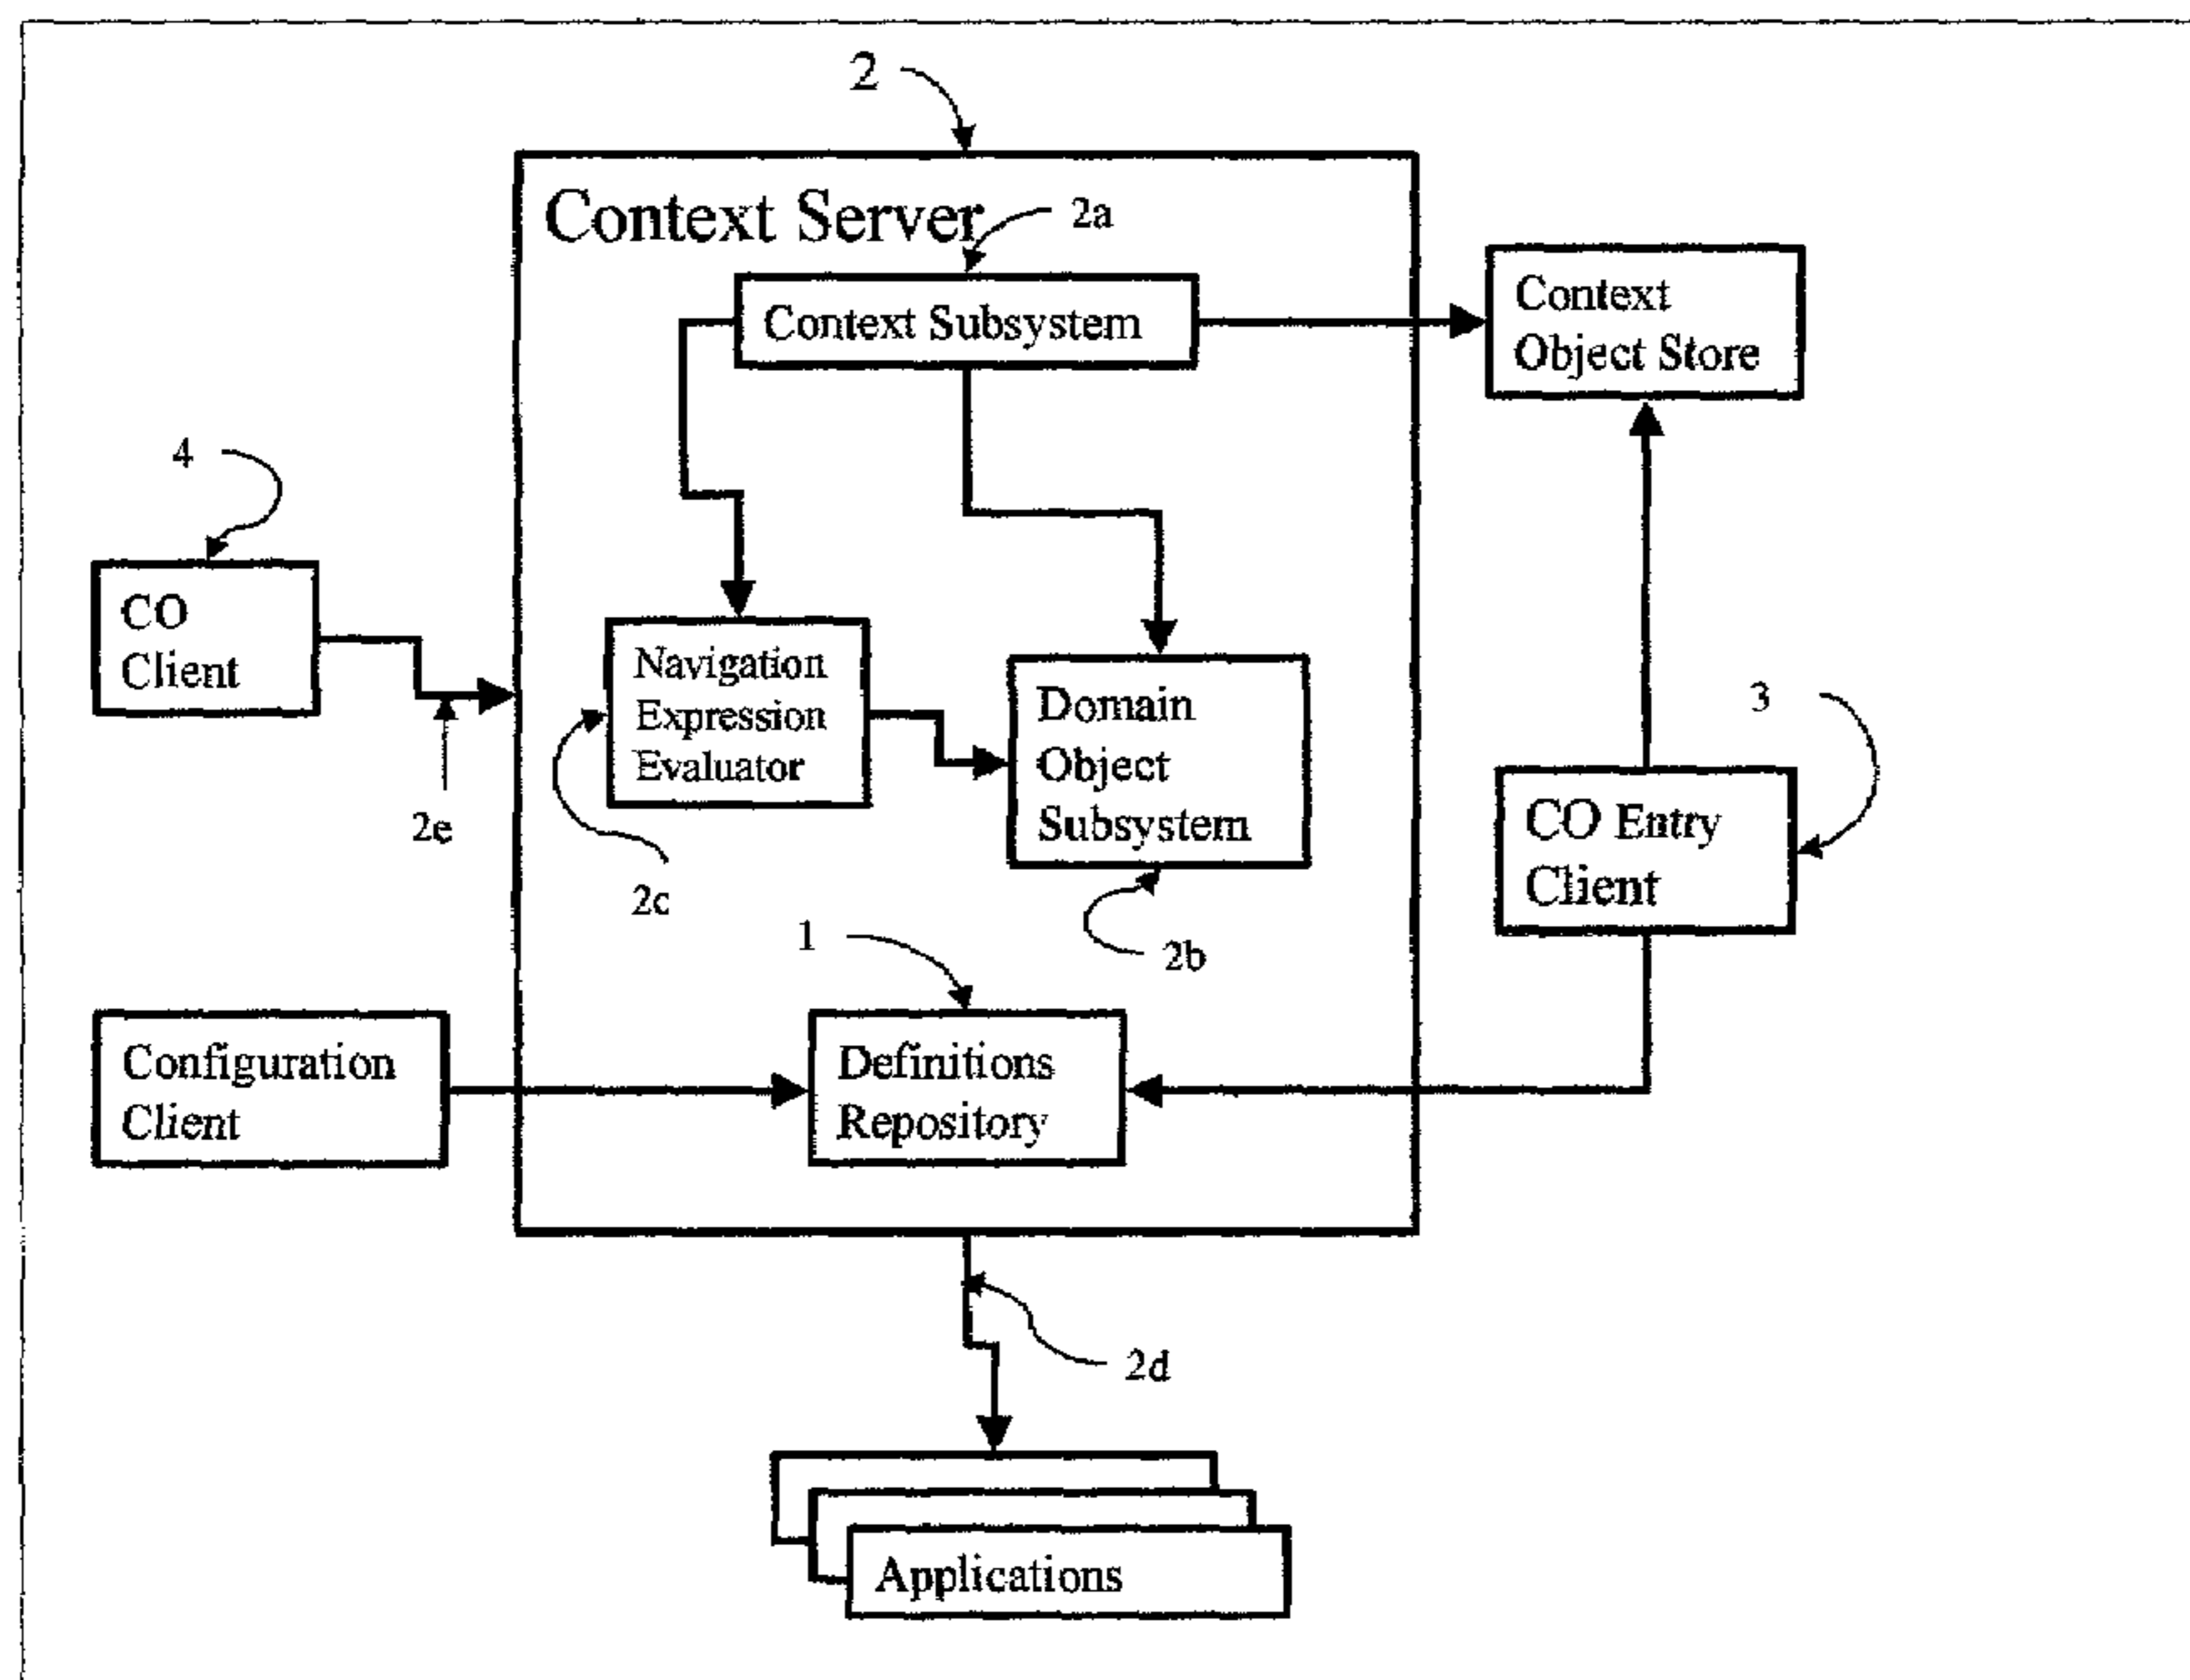 2
Context Server
2a
Context Subsystem
Context
Object Store
4
CO
Client
Navigation
Expression
Evaluator
Domain
Object
Subsystem
3
2e
CO Entry
Client
2c
1
2b
Configuration
Client
Definitions
Repository
2d
Applications